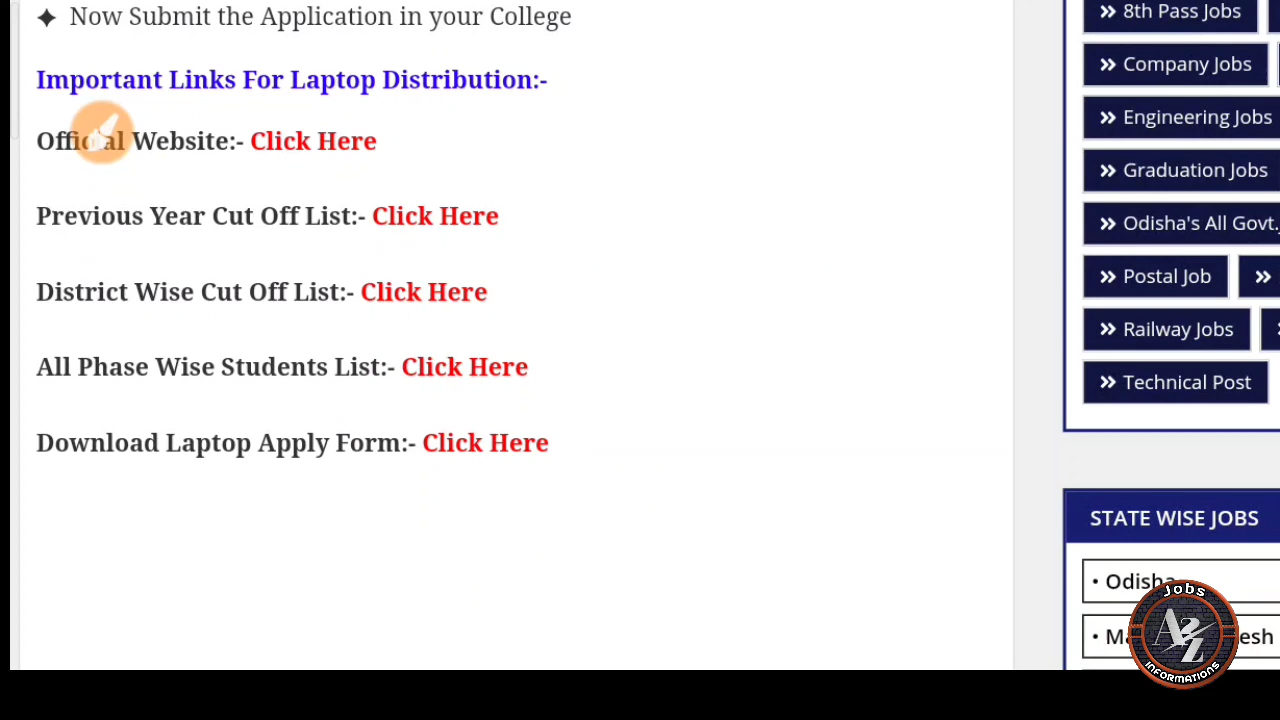 Now Submit the Application in your College
Important Links For Laptop Distribution:-
Official Website:- Click Here
Previous Year Cut Off List:- Click Here
District Wise Cut Off List:- Click Here
All Phase Wise Students List:- Click Here
Download Laptop Apply Form:- Click Here
8th Pass Jobs
Company Jobs
Engineering Jobs
Graduation Jobs
Odisha's All Govt.
Postal Job
Railway Jobs
Technical Post
STATE WISE JOBS
• Odisha
Jobs
A2Z
INFORMATIONS